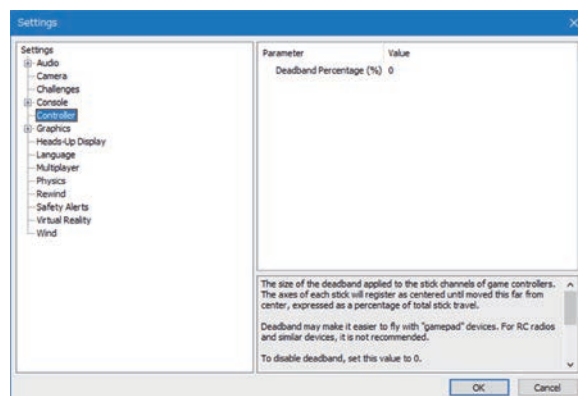 Settings
Settings
Audio
Camera
Challenges
Console
Controller
Graphics
Heads-Up Display
Language
Multiplayer
Physics
Rewind
Safety Alerts
Virtual Reality
Wind
Parameter Value
Deadband Percentage (%) 0
The size of the deadband applied to the stick channels of game controllers.
The axes of each stick will register as centered until moved this far from
center, expressed as a percentage of total stick travel.
Deadband may make it easier to fly with "gamepad" devices. For RC radios
and similar devices, it is not recommended.
To disable deadband, set this value to 0.
OK Cancel